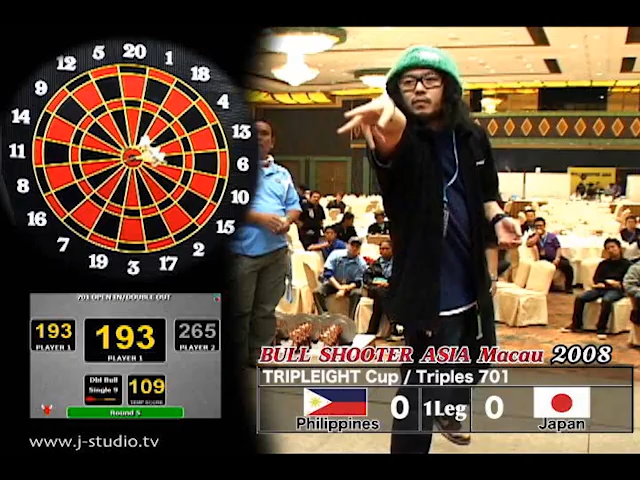 20
1
18
4
13
6
10
15
2
17
3
19
7
16
8
11
14
9
12
5
701 OPEN IN/DOUBLE OUT
193
PLAYER 1
193
PLAYER 1
265
PLAYER 2
Dbl Bull
Single 9
109
TEMP SCORE
Round 5
www.j-studio.tv
BULL SHOOTER ASIA Macau 2008
TRIPLEIGHT Cup / Triples 701
Philippines
0
1Leg
0
Japan